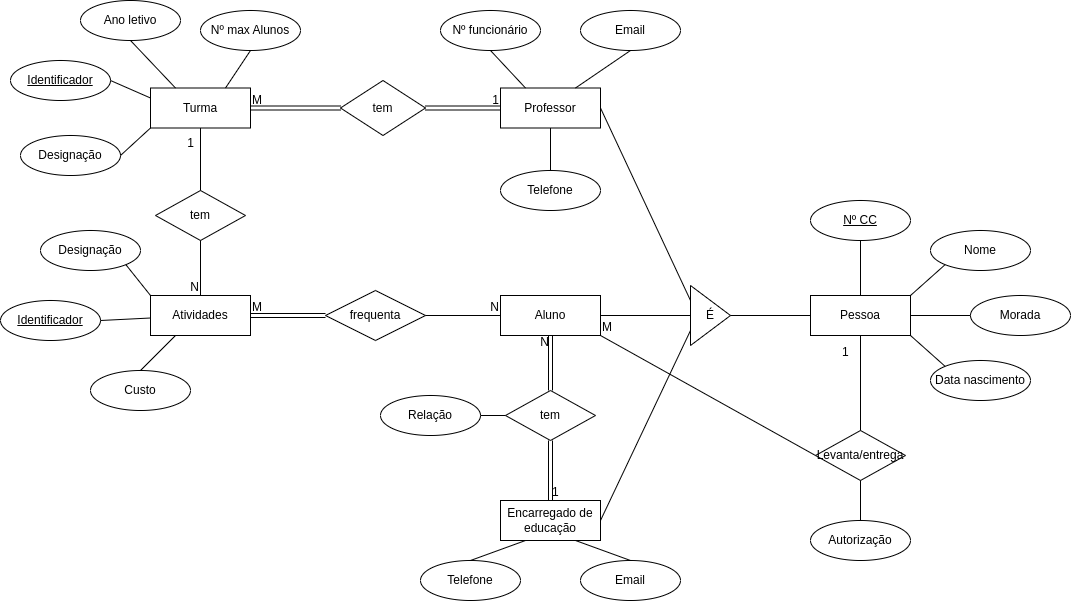 Ano letivo
Nº max Alunos
Nº funcionário
Email
Identificador
Turma
M
tem
1
Professor
Designação
1
Telefone
tem
Nº CC
Designação
Nome
N
Identificador
Atividades
M
frequenta
N
Aluno
M
É
Pessoa
Morada
N
1
Custo
Data nascimento
Relação
tem
Levanta/entrega
1
Encarregado de
educação
Autorização
Telefone
Email